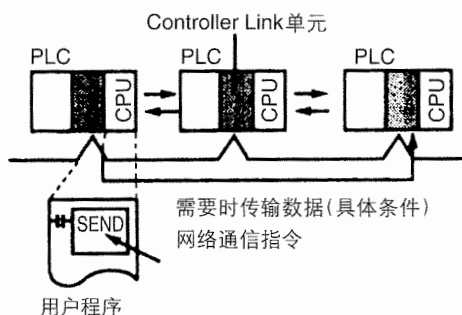 Controller Link单元
PLC PLC PLC
CPU CPU CPU
SEND
需要时传输数据(具体条件)
网络通信指令
用户程序